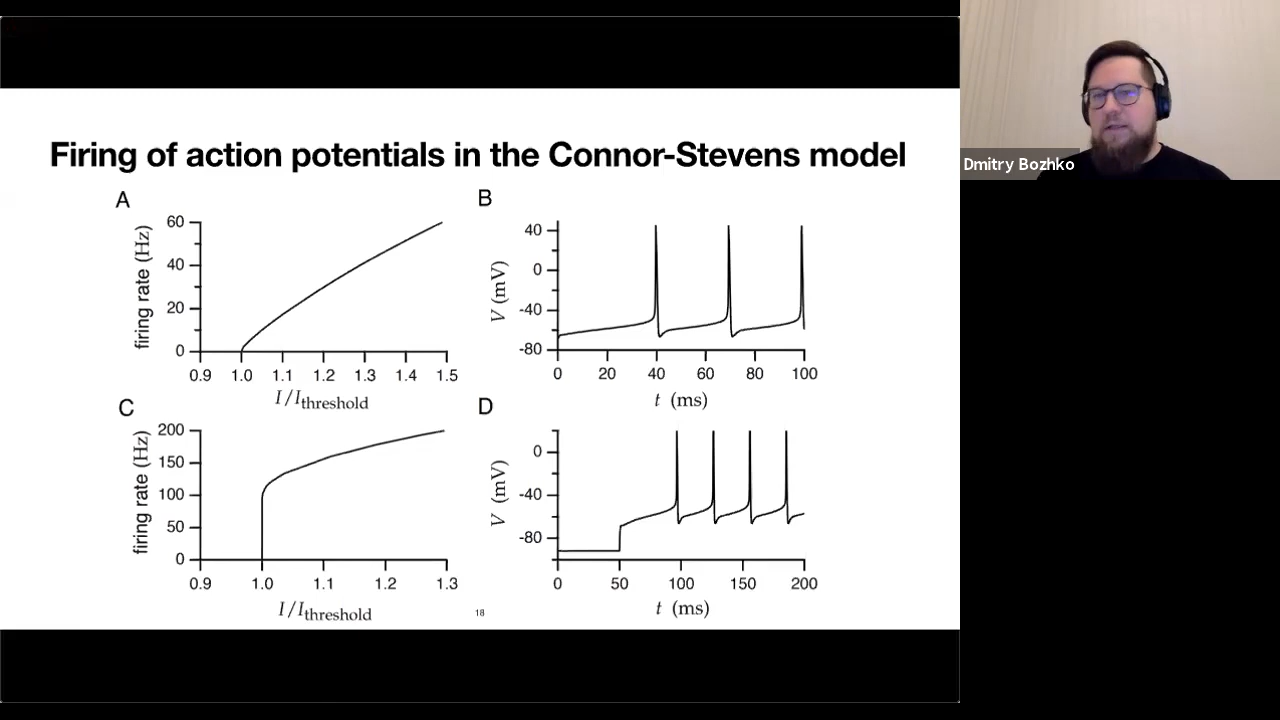 Firing of action potentials in the Connor-Stevens model
A
firing rate (Hz)
60
40
20
0
0.9 1.0 1.1 1.2 1.3 1.4 1.5
I/Ithreshold
B
V (mV)
40
0
-40
-80
0 20 40 60 80 100
t (ms)
C
firing rate (Hz)
200
150
100
50
0
0.9 1.0 1.1 1.2 1.3
I/Ithreshold
D
V (mV)
0
-40
-80
0 50 100 150 200
t (ms)
18
Dmitry Bozhko